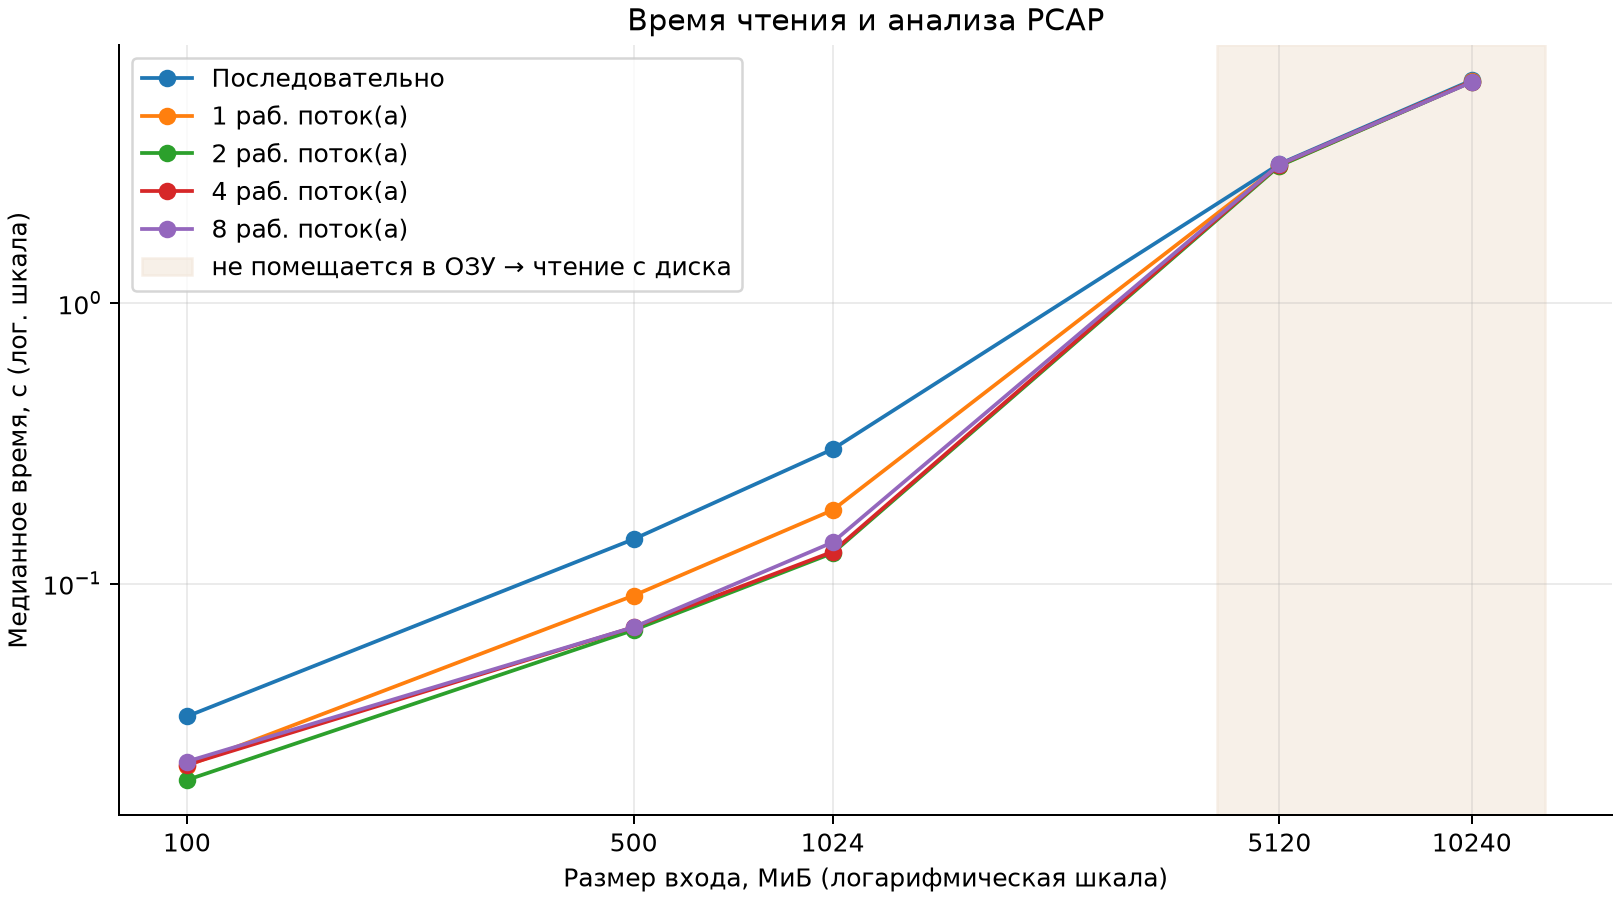 Время чтения и анализа PCAP
Последовательно
1 раб. поток(а)
2 раб. поток(а)
4 раб. поток(а)
8 раб. поток(а)
не помещается в ОЗУ → чтение с диска
Медианное время, с (лог. шкала)
10⁰
10⁻¹
100
500
1024
5120
10240
Размер входа, МиБ (логарифмическая шкала)